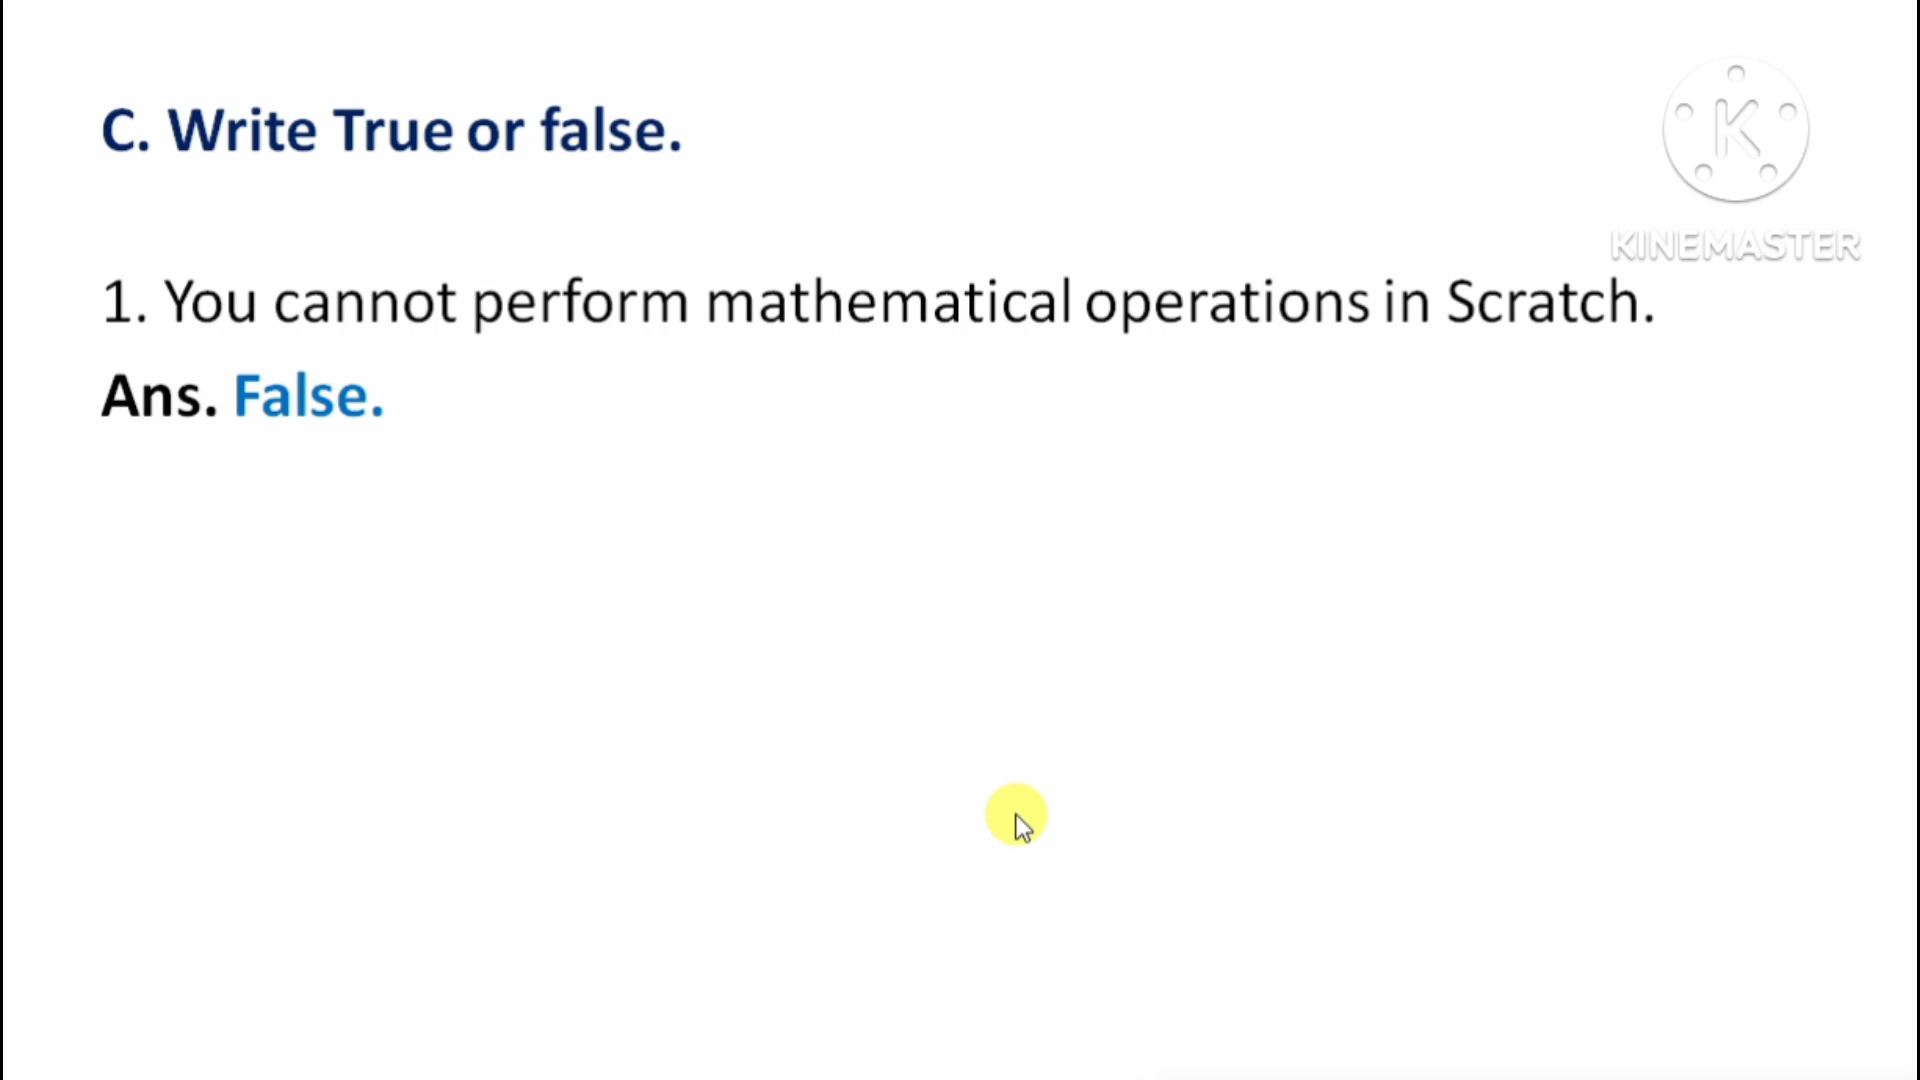 C. Write True or false.
K
KINEMASTER
1. You cannot perform mathematical operations in Scratch.
Ans. False.